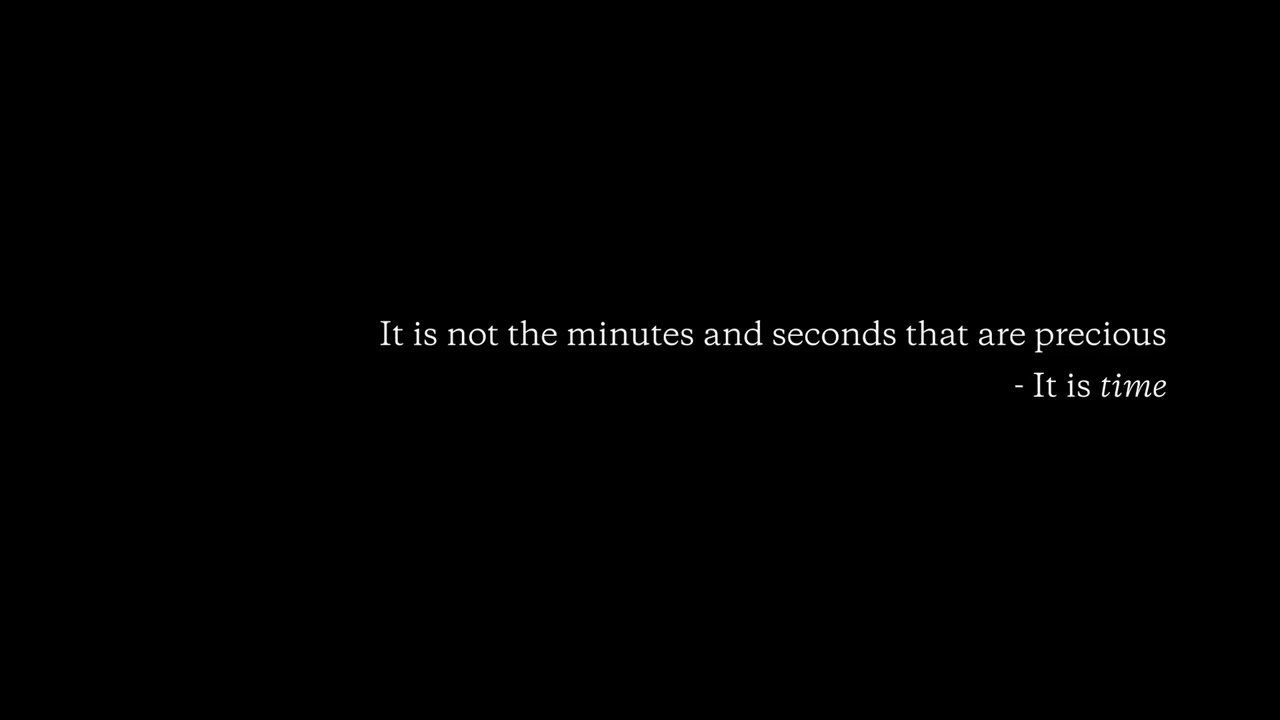 It is not the minutes and seconds that are precious
- It is time